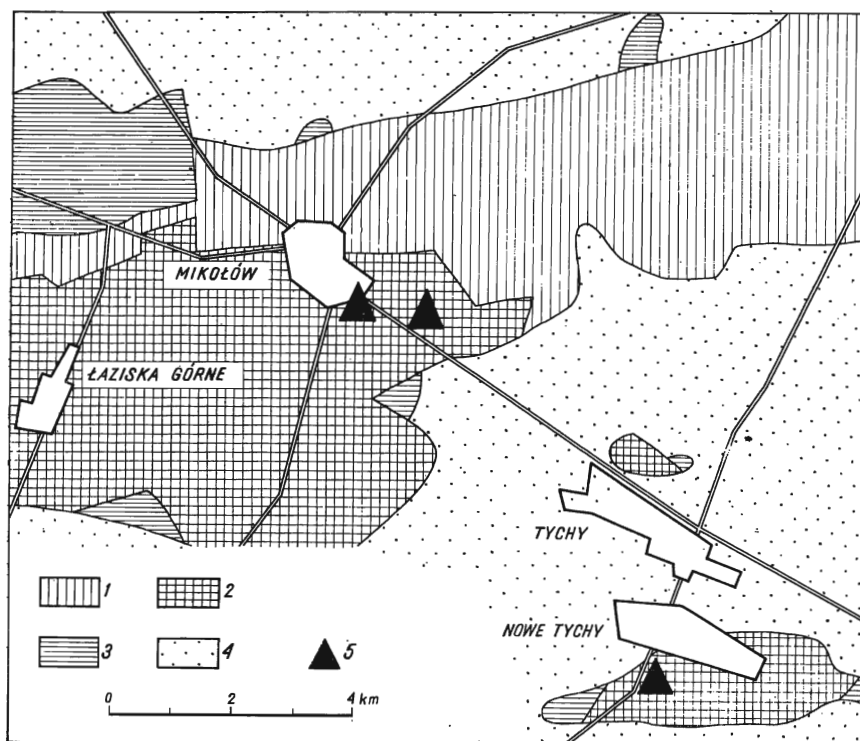 MIKOŁÓW
ŁAZISKA GÓRNE
TYCHY
NOWE TYCHY
1 2
3 4 5
0 2 4 km